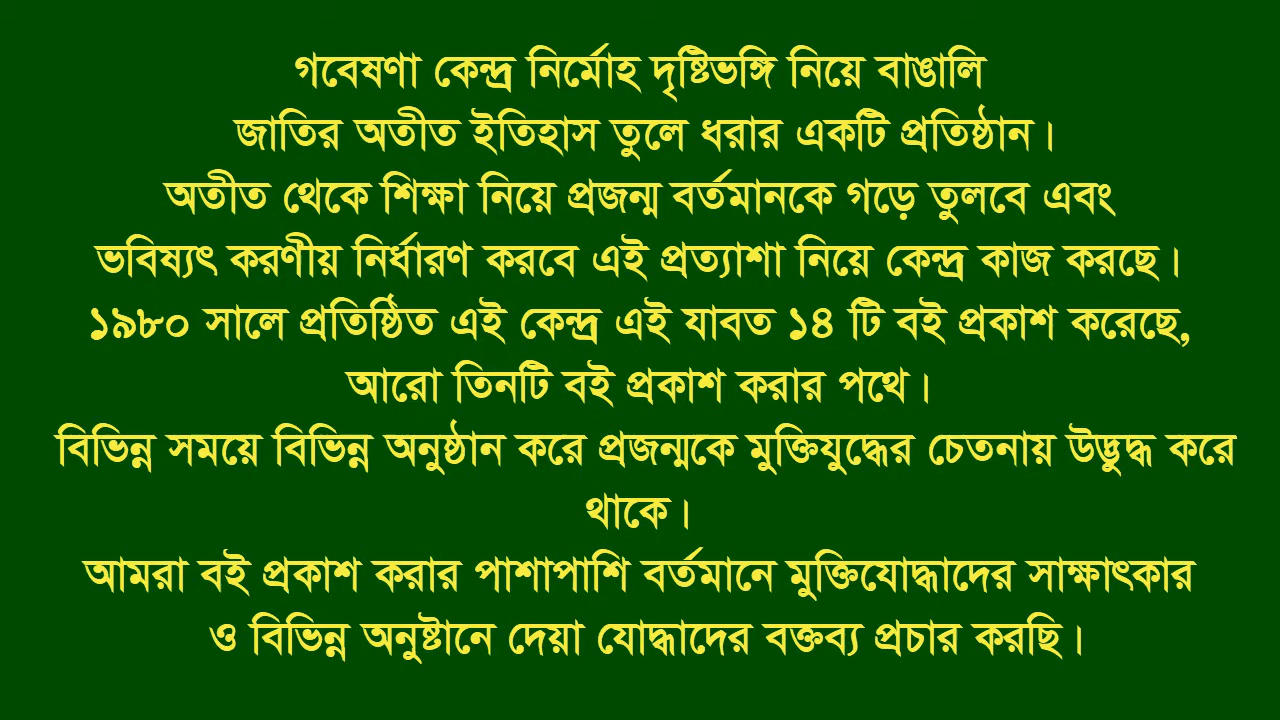 গবেষণা কেন্দ্র নির্মোহ দৃষ্টিভঙ্গি নিয়ে বাঙালি
জাতির অতীত ইতিহাস তুলে ধরার একটি প্রতিষ্ঠান।
অতীত থেকে শিক্ষা নিয়ে প্রজন্ম বর্তমানকে গড়ে তুলবে এবং
ভবিষ্যৎ করণীয় নির্ধারণ করবে এই প্রত্যাশা নিয়ে কেন্দ্র কাজ করছে।
১৯৮০ সালে প্রতিষ্ঠিত এই কেন্দ্র এই যাবত ১৪ টি বই প্রকাশ করেছে,
আরো তিনটি বই প্রকাশ করার পথে।
বিভিন্ন সময়ে বিভিন্ন অনুষ্ঠান করে প্রজন্মকে মুক্তিযুদ্ধের চেতনায় উদ্ভুদ্ধ করে
থাকে।
আমরা বই প্রকাশ করার পাশাপাশি বর্তমানে মুক্তিযোদ্ধাদের সাক্ষাৎকার
ও বিভিন্ন অনুষ্টানে দেয়া যোদ্ধাদের বক্তব্য প্রচার করছি।